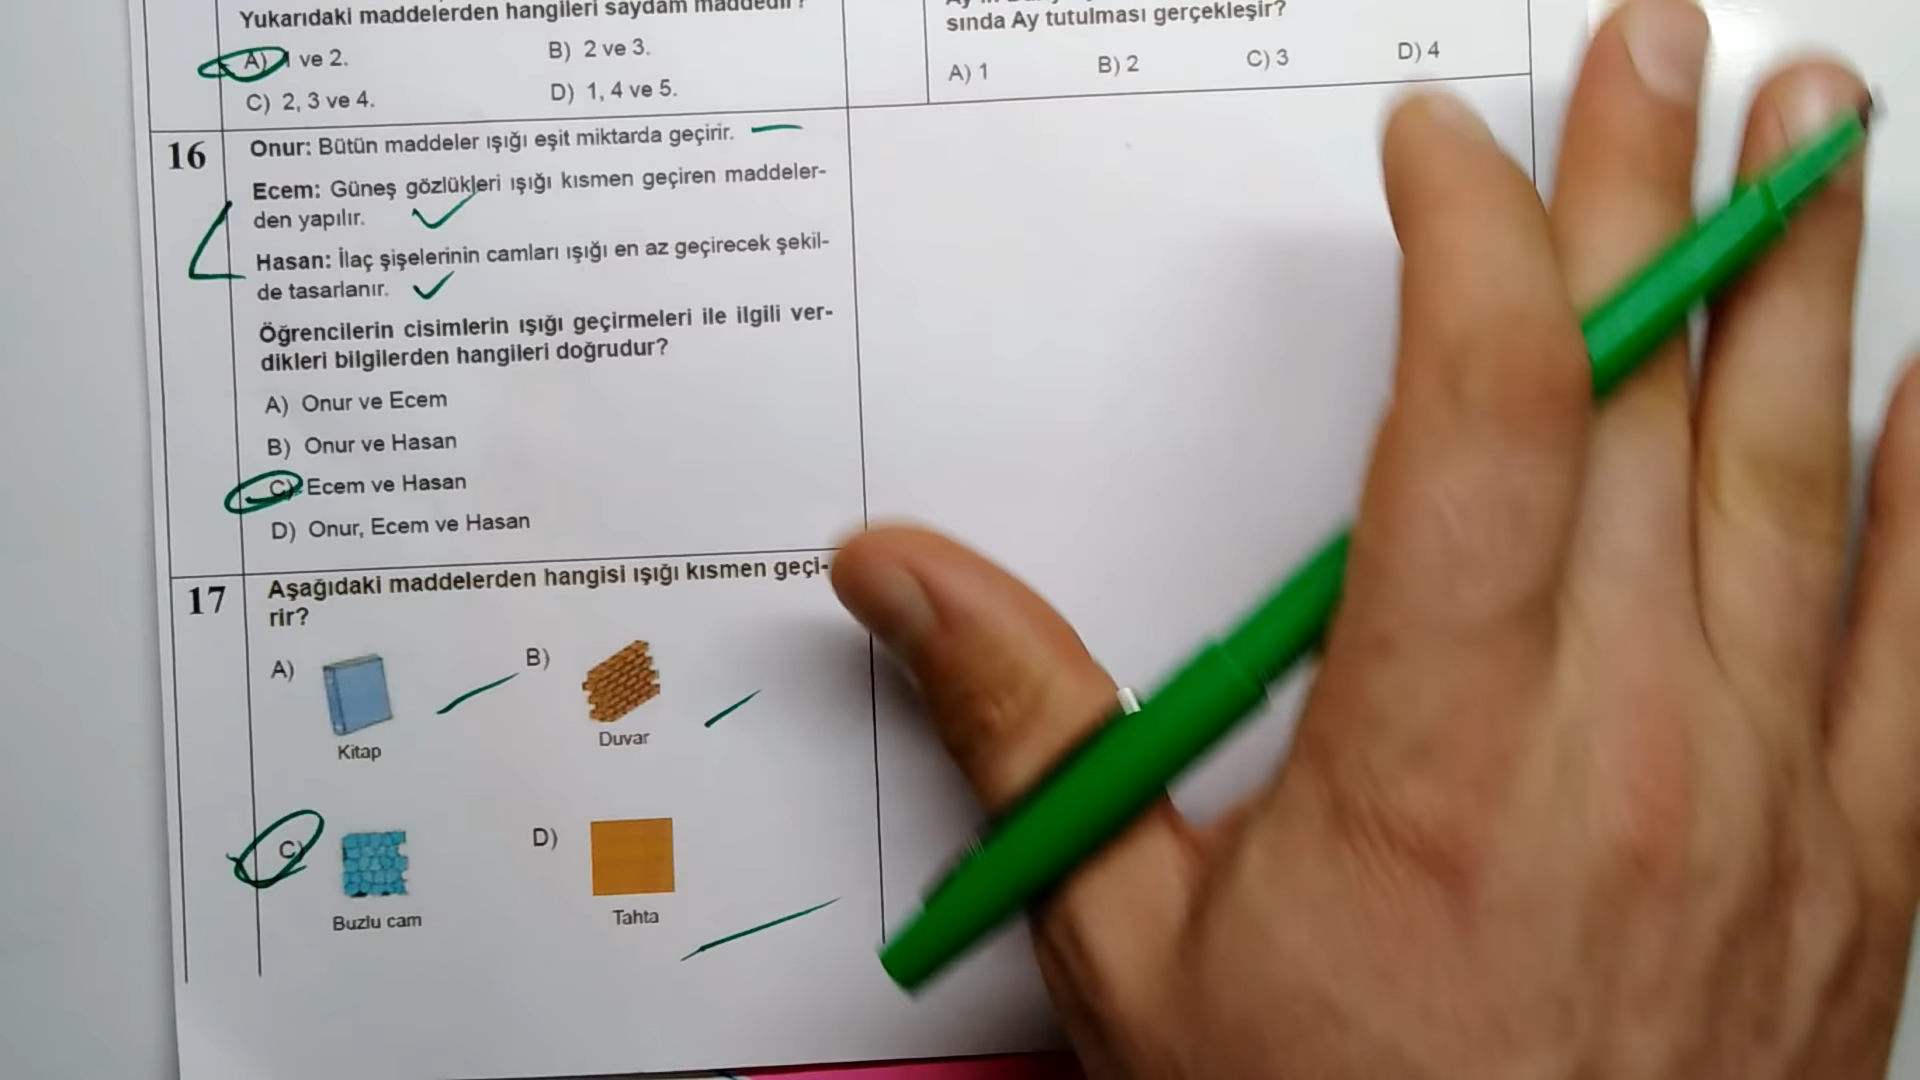 Yukarıdaki maddelerden hangileri saydam maddedir?
A) 1 ve 2.
B) 2 ve 3.
C) 2, 3 ve 4.
D) 1, 4 ve 5.
sında Ay tutulması gerçekleşir?
A) 1
B) 2
C) 3
D) 4
16
Onur: Bütün maddeler ışığı eşit miktarda geçirir.
Ecem: Güneş gözlükleri ışığı kısmen geçiren maddeler-
den yapılır.
Hasan: İlaç şişelerinin camları ışığı en az geçirecek şekil-
de tasarlanır.
Öğrencilerin cisimlerin ışığı geçirmeleri ile ilgili ver-
dikleri bilgilerden hangileri doğrudur?
A) Onur ve Ecem
B) Onur ve Hasan
C) Ecem ve Hasan
D) Onur, Ecem ve Hasan
17
Aşağıdaki maddelerden hangisi ışığı kısmen geçi-
rir?
A)
Kitap
B)
Duvar
C)
Buzlu cam
D)
Tahta